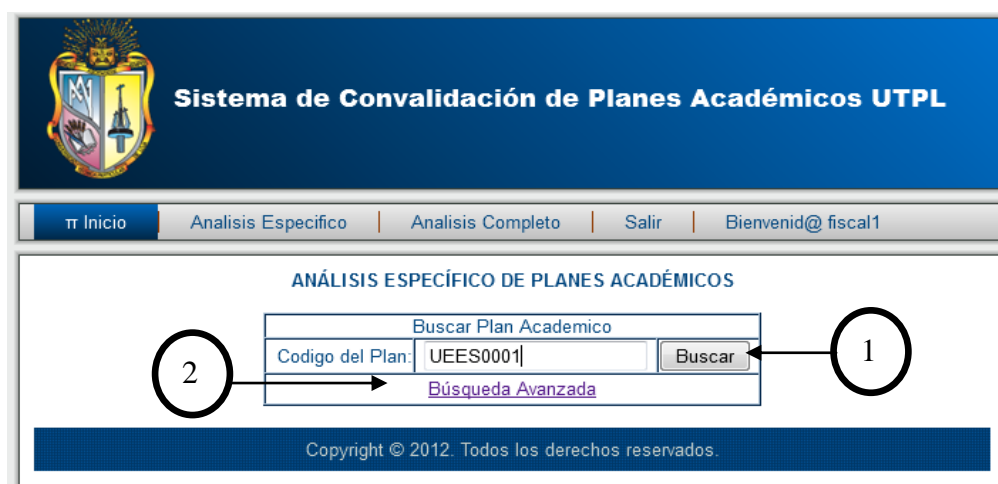 Sistema de Convalidación de Planes Académicos UTPL
π Inicio | Analisis Especifico | Analisis Completo | Salir | Bienvenid@ fiscal1
ANÁLISIS ESPECÍFICO DE PLANES ACADÉMICOS
Buscar Plan Academico
Codigo del Plan: UEES0001 Buscar 1
2 Búsqueda Avanzada
Copyright © 2012. Todos los derechos reservados.